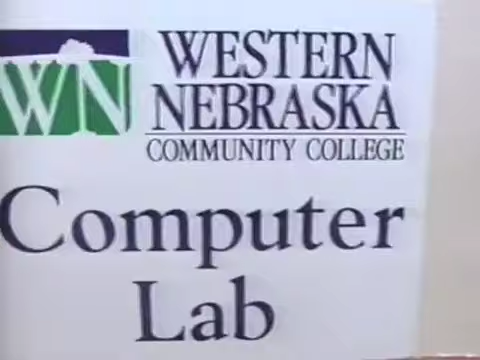 WN
WESTERN
NEBRASKA
COMMUNITY COLLEGE
Computer
Lab